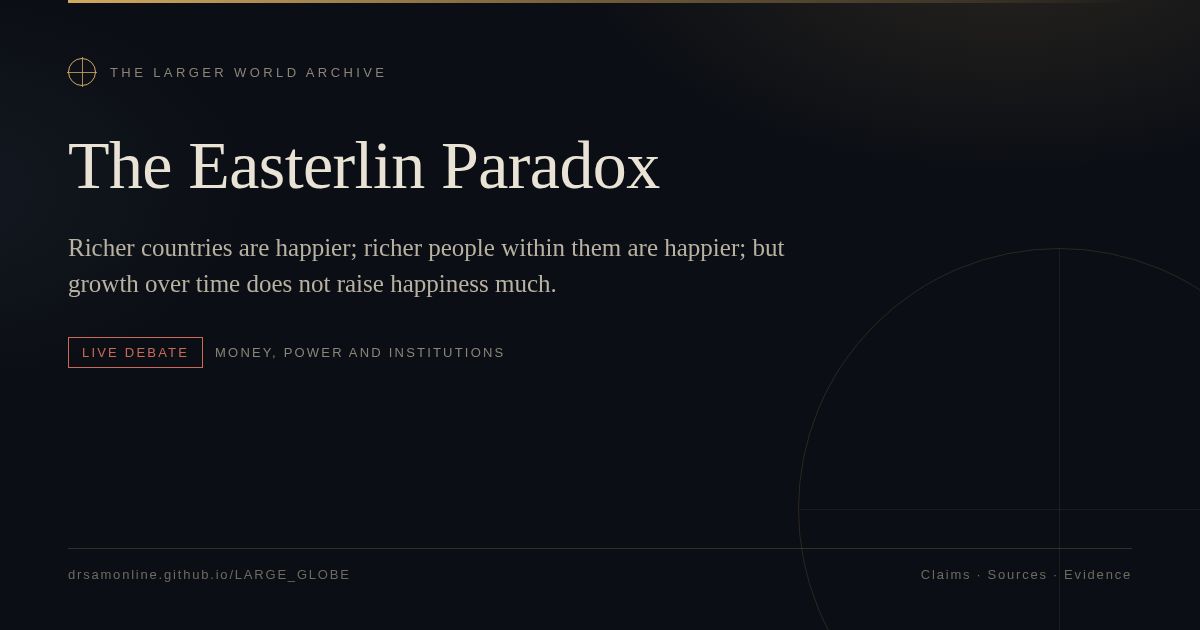 THE LARGER WORLD ARCHIVE
The Easterlin Paradox
Richer countries are happier; richer people within them are happier; but
growth over time does not raise happiness much.
LIVE DEBATE MONEY, POWER AND INSTITUTIONS
drsamonline.github.io/LARGE_GLOBE Claims · Sources · Evidence